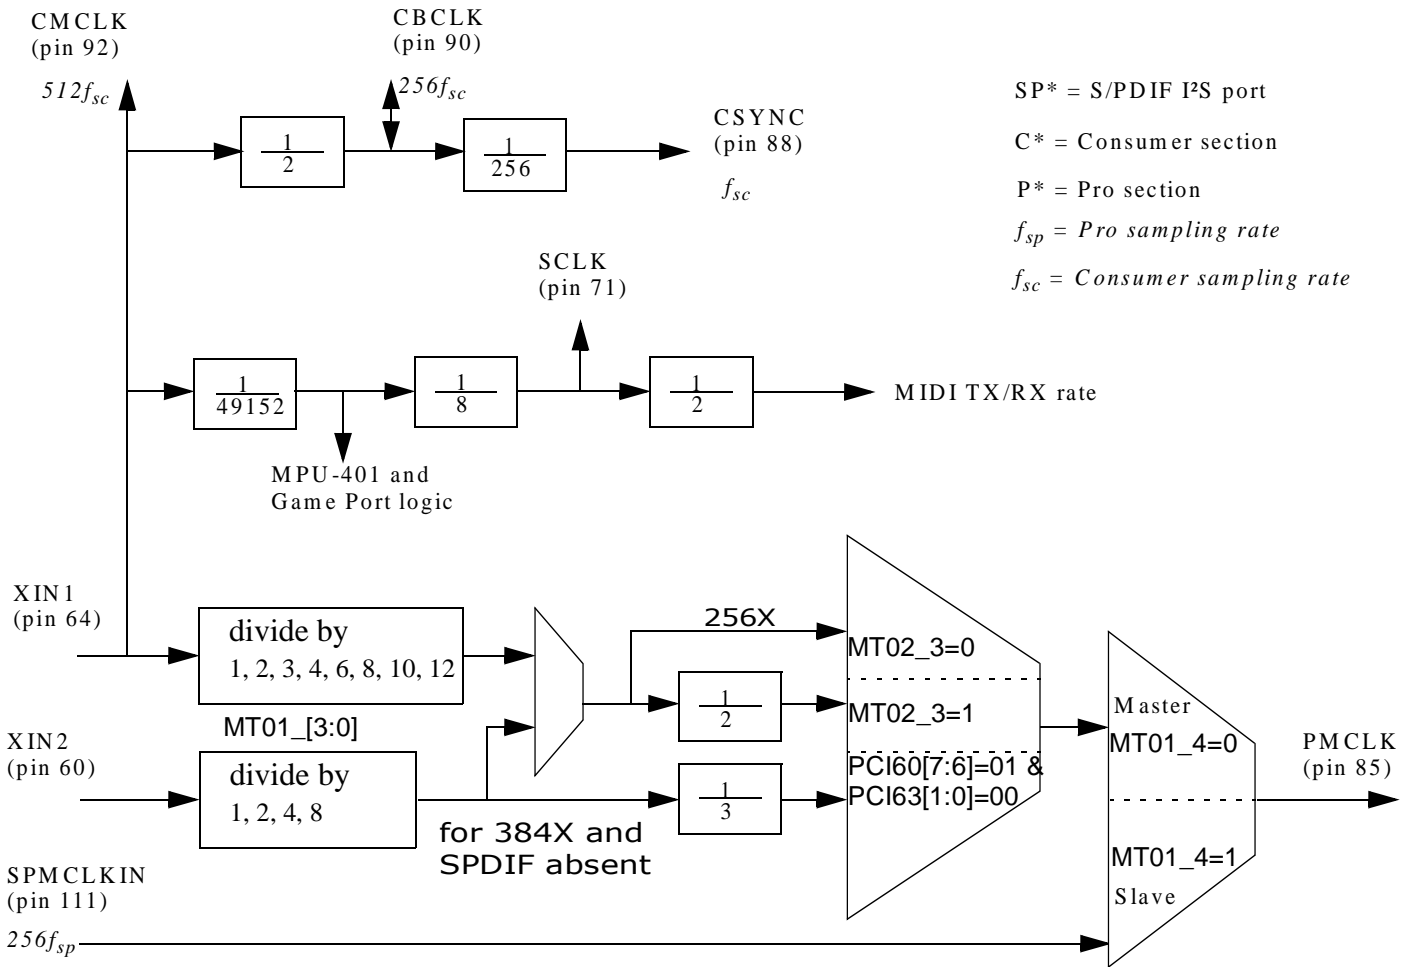 CMCLK
(pin 92)
512fsc
CBCLK
(pin 90)
256fsc
1
2
1
256
CSYNC
(pin 88)
fsc
SP* = S/PDIF I²S port
C* = Consumer section
P* = Pro section
fsp = Pro sampling rate
fsc = Consumer sampling rate
SCLK
(pin 71)
1
49152
1
8
1
2
MIDI TX/RX rate
MPU-401 and
Game Port logic
XIN1
(pin 64)
divide by
1, 2, 3, 4, 6, 8, 10, 12
MT01_[3:0]
XIN2
(pin 60)
divide by
1, 2, 4, 8
for 384X and
SPDIF absent
256X
1
2
1
3
MT02_3=0
MT02_3=1
PCI60[7:6]=01 &
PCI63[1:0]=00
Master
MT01_4=0
MT01_4=1
Slave
PMCLK
(pin 85)
SPMCLKIN
(pin 111)
256fsp